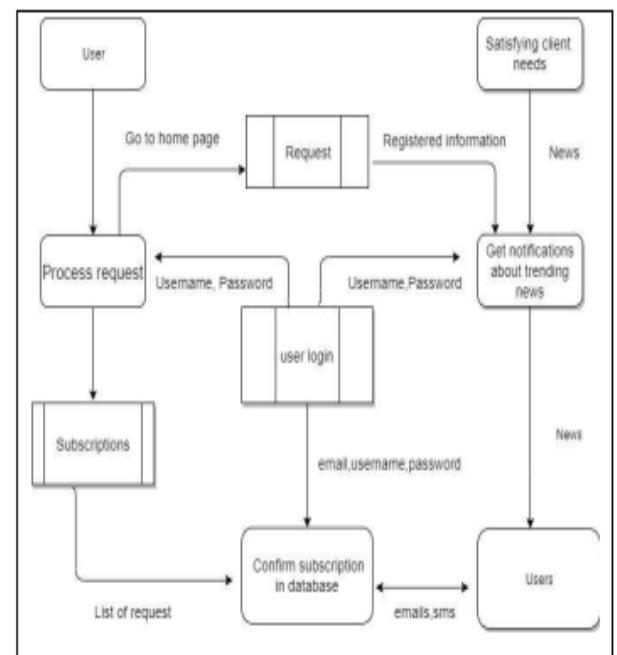 User
Satisfying client
needs
Go to home page
Request
Registered information
News
Process request
Get notifications
about trending
news
Username, Password
Username,Password
user login
Subscriptions
News
email,username,password
Confirm subscription
in database
Users
List of request
emails,sms